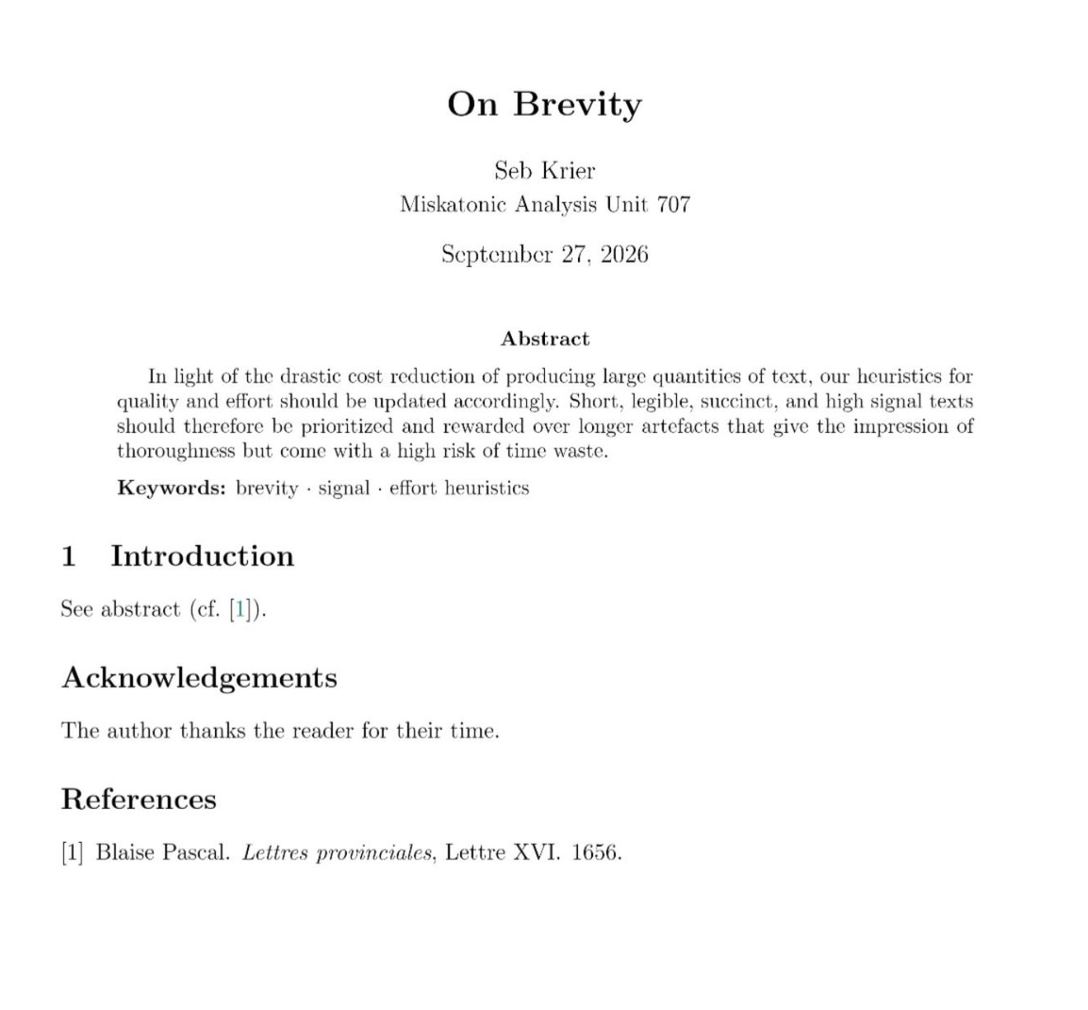 On Brevity
Seb Krier
Miskatonic Analysis Unit 707
September 27, 2026
Abstract
In light of the drastic cost reduction of producing large quantities of text, our heuristics for
quality and effort should be updated accordingly. Short, legible, succinct, and high signal texts
should therefore be prioritized and rewarded over longer artefacts that give the impression of
thoroughness but come with a high risk of time waste.
Keywords: brevity · signal · effort heuristics
1 Introduction
See abstract (cf. [1]).
Acknowledgements
The author thanks the reader for their time.
References
[1] Blaise Pascal. Lettres provinciales, Lettre XVI. 1656.